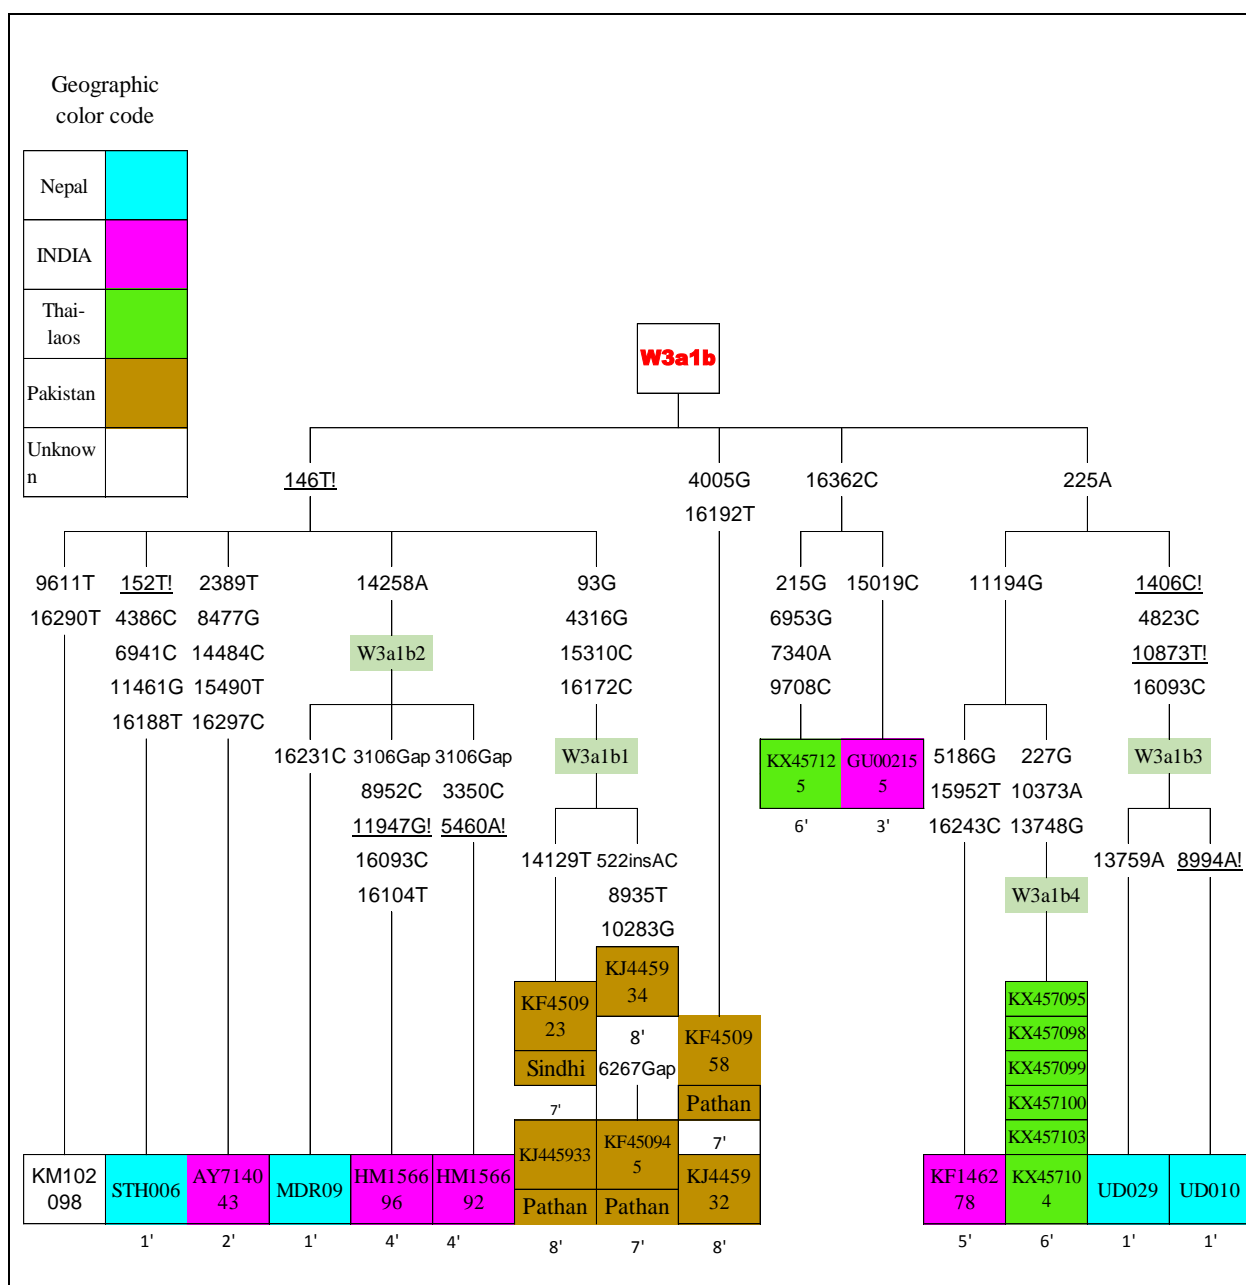 Geographic
color code
Nepal
INDIA
Thai-
laos
Pakistan
Unknow
n
W3a1b
146T!
4005G
16192T
16362C
225A
9611T
16290T
152T!
4386C
6941C
11461G
16188T
2389T
8477G
14484C
15490T
16297C
14258A
W3a1b2
93G
4316G
15310C
16172C
W3a1b1
215G
6953G
7340A
9708C
15019C
11194G
1406C!
4823C
10873T!
16093C
W3a1b3
16231C
3106Gap
8952C
11947G!
16093C
16104T
3106Gap
3350C
5460A!
14129T
522insAC
8935T
10283G
KX45712
5
6'
GU00215
5
3'
5186G
15952T
16243C
227G
10373A
13748G
W3a1b4
13759A
8994A!
KF4509
23
Sindhi
7'
KJ4459
34
8'
6267Gap
KF4509
58
Pathan
7'
KX457095
KX457098
KX457099
KX457100
KX457103
KM102
098
STH006
1'
AY7140
43
2'
MDR09
1'
HM1566
96
4'
HM1566
92
4'
KJ445933
Pathan
8'
KF45094
5
Pathan
7'
KJ4459
32
8'
KF1462
78
5'
KX45710
4
6'
UD029
1'
UD010
1'